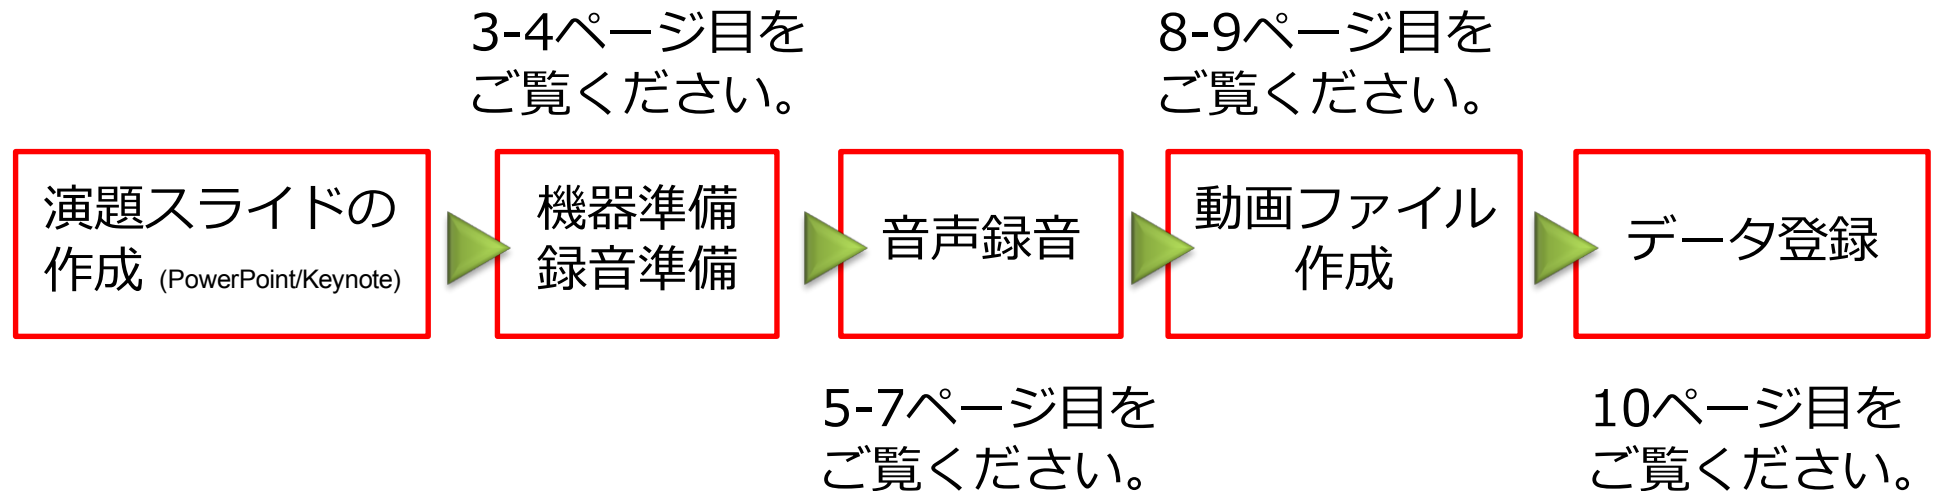 3-4ページ目を
ご覧ください。
8-9ページ目を
ご覧ください。
演題スライドの
作成 (PowerPoint/Keynote)
機器準備
録音準備
音声録音
動画ファイル
作成
データ登録
5-7ページ目を
ご覧ください。
10ページ目を
ご覧ください。